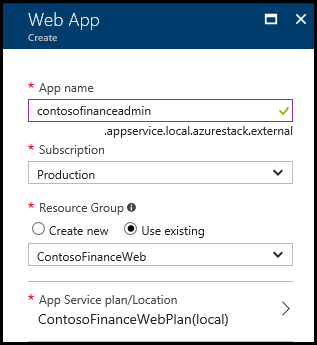 Web App
Create
* App name
contosofinanceadmin
.appservice.local.azurestack.external
* Subscription
Production
* Resource Group
Create new Use existing
ContosoFinanceWeb
* App Service plan/Location
ContosoFinanceWebPlan(local)